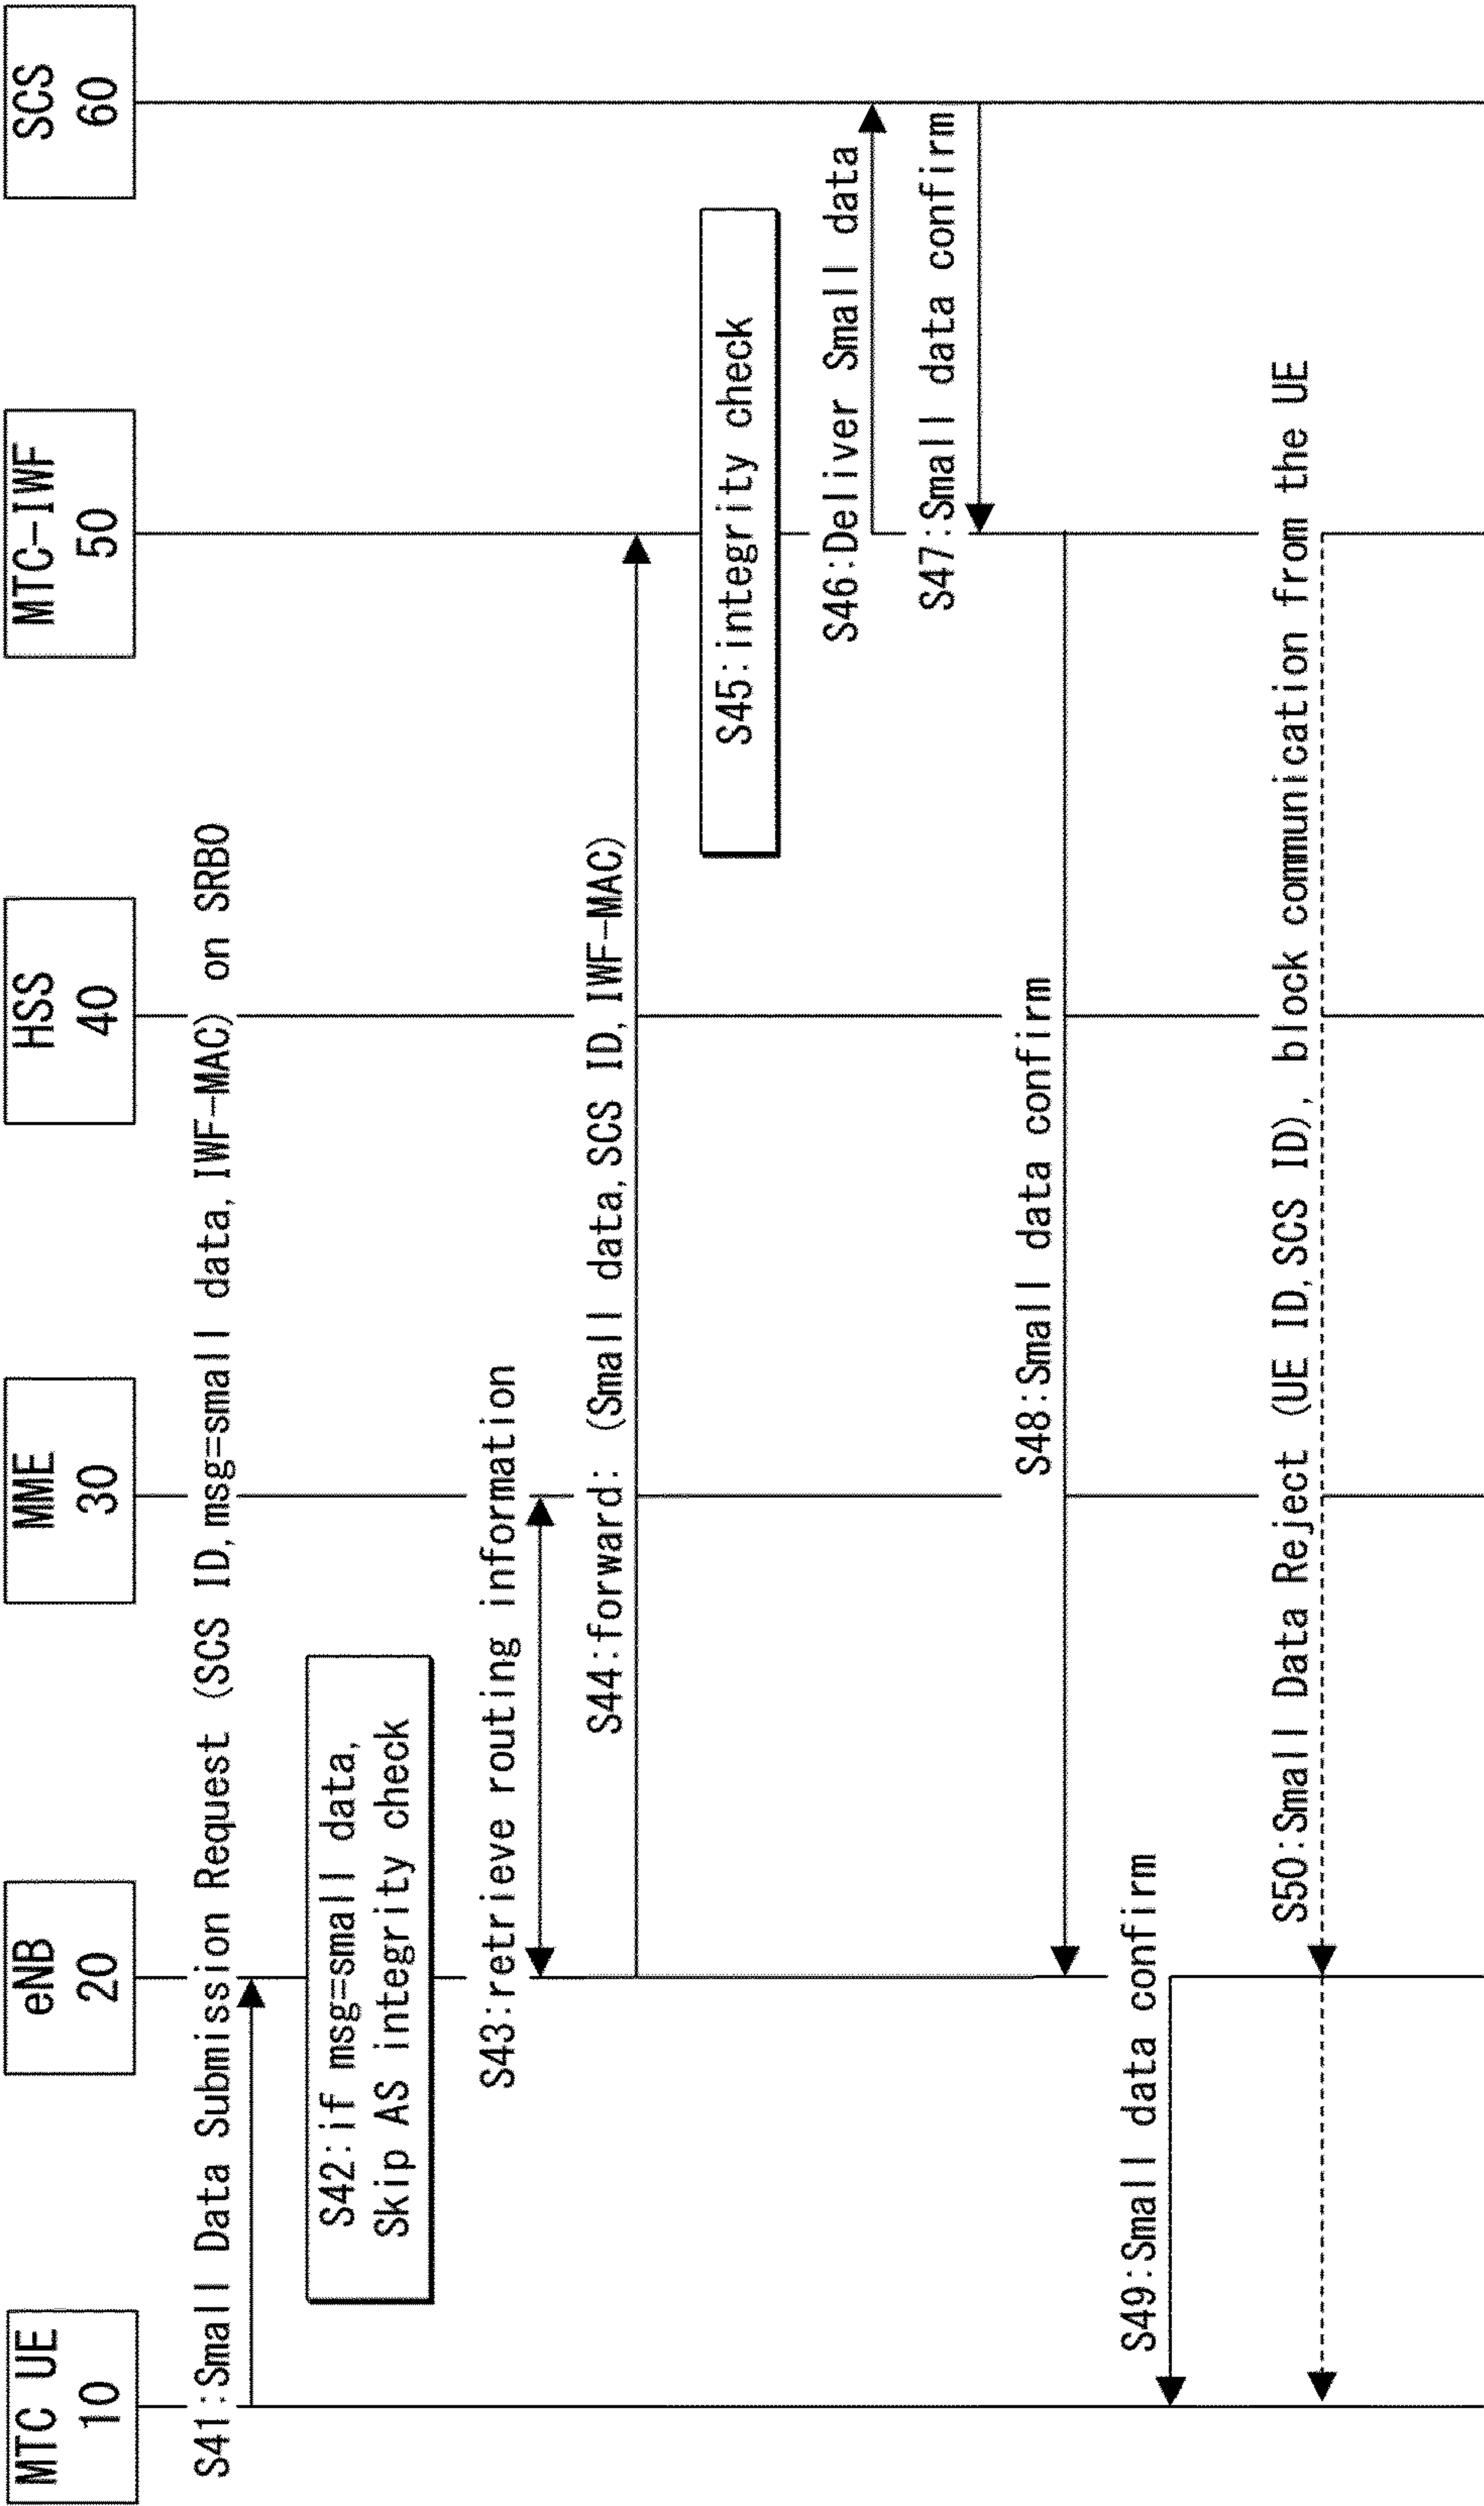 MTC UE
10
eNB
20
MME
30
HSS
40
MTC-IWF
50
SCS
60
S41:Small Data Submission Request (SCS ID,msg=small data,IWF-MAC) on SRB0
S42:if msg=small data,
Skip AS integrity check
S43:retrieve routing information
S44:forward: (Small data,SCS ID,IWF-MAC)
S45:integrity check
S46:Deliver Small data
S47:Small data confirm
S48:Small data confirm
S49:Small data confirm
S50:Small Data Reject (UE ID,SCS ID), block communication from the UE